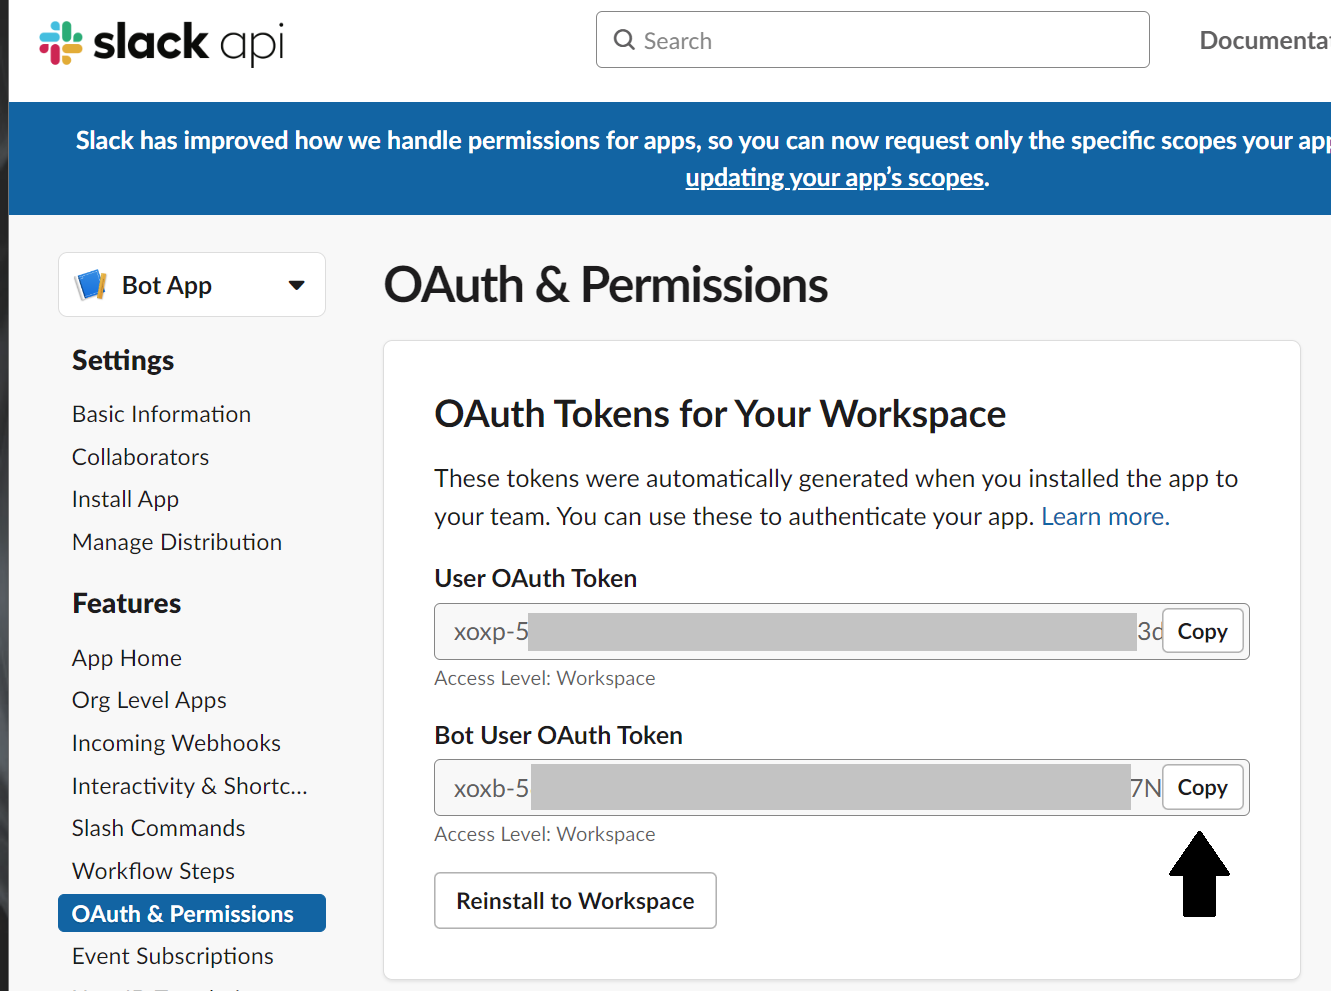 slack api
Search
Documenta
Slack has improved how we handle permissions for apps, so you can now request only the specific scopes your app
updating your app's scopes.
Bot App
OAuth & Permissions
Settings
Basic Information
Collaborators
Install App
Manage Distribution
Features
App Home
Org Level Apps
Incoming Webhooks
Interactivity & Shortc...
Slash Commands
Workflow Steps
OAuth & Permissions
Event Subscriptions
OAuth Tokens for Your Workspace
These tokens were automatically generated when you installed the app to
your team. You can use these to authenticate your app. Learn more.
User OAuth Token
xoxp-5 3d Copy
Access Level: Workspace
Bot User OAuth Token
xoxb-5 7N Copy
Access Level: Workspace
Reinstall to Workspace